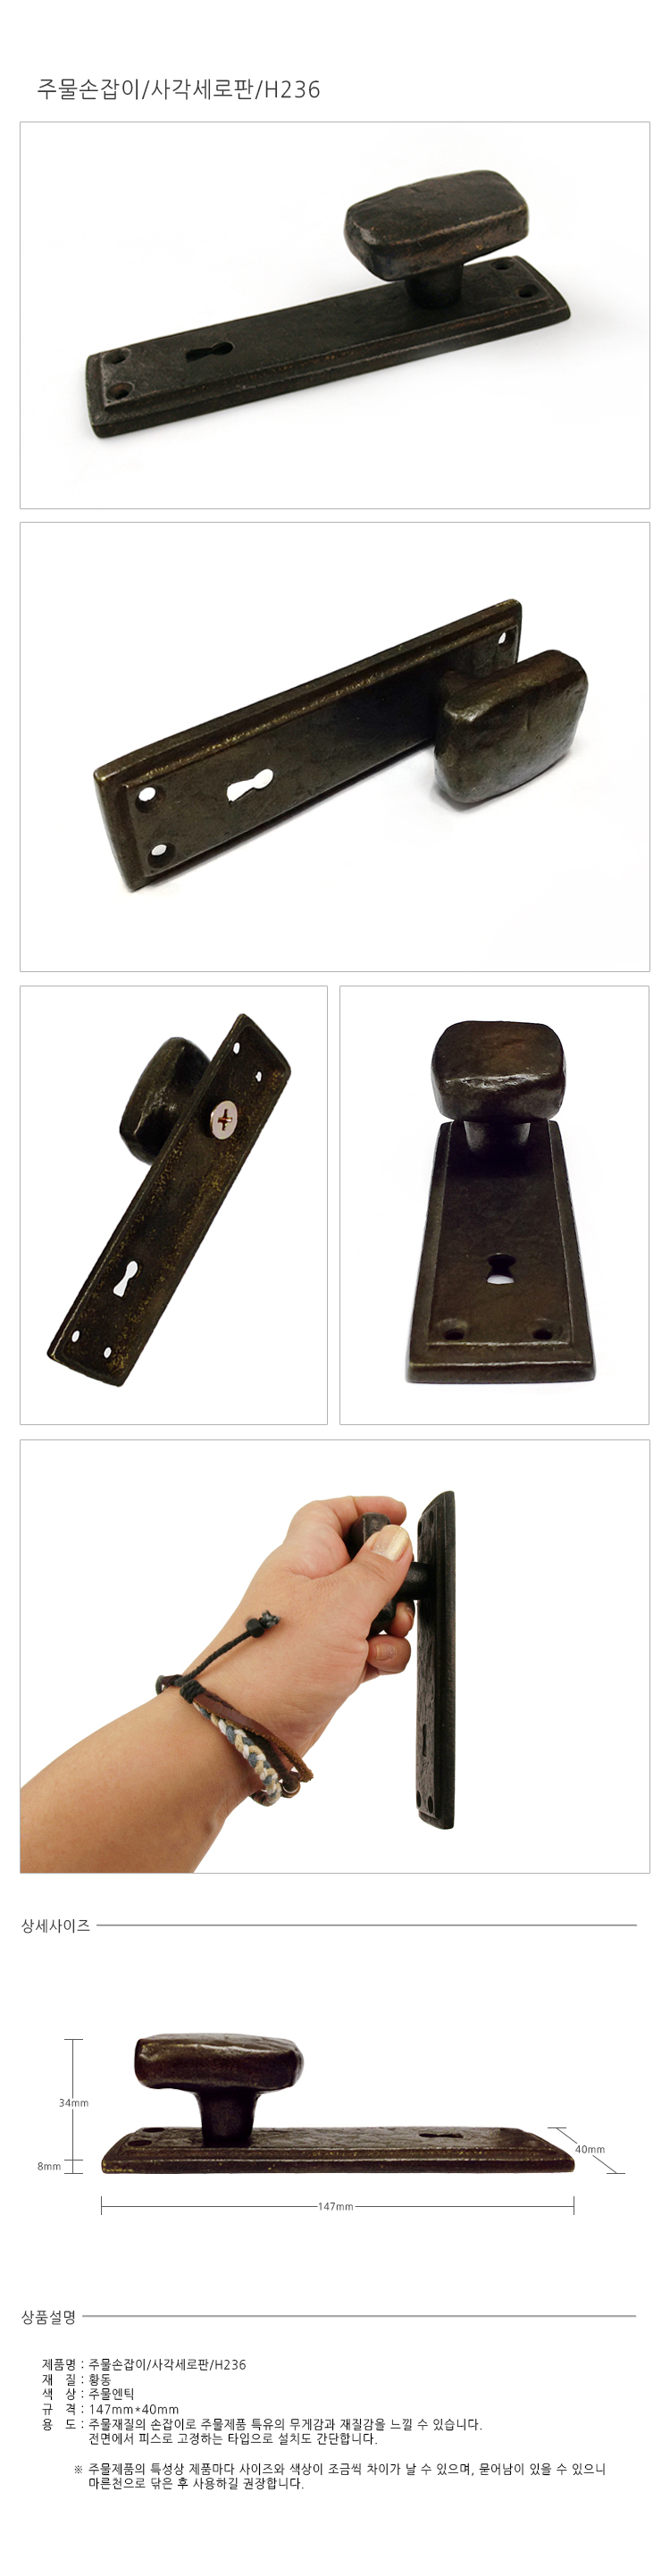 주물손잡이/사각세로판/H236
상세사이즈
34mm
8mm
40mm
147mm
상품설명
제품명 : 주물손잡이/사각세로판/H236
재 질 : 황동
색 상 : 주물엔틱
규 격 : 147mm*40mm
용 도 : 주물재질의 손잡이로 주물제품 특유의 무게감과 재질감을 느낄 수 있습니다.
전면에서 피스로 고정하는 타입으로 설치도 간단합니다.
※ 주물제품의 특성상 제품마다 사이즈와 색상이 조금씩 차이가 날 수 있으며, 묻어남이 있을 수 있으니
마른천으로 닦은 후 사용하길 권장합니다.